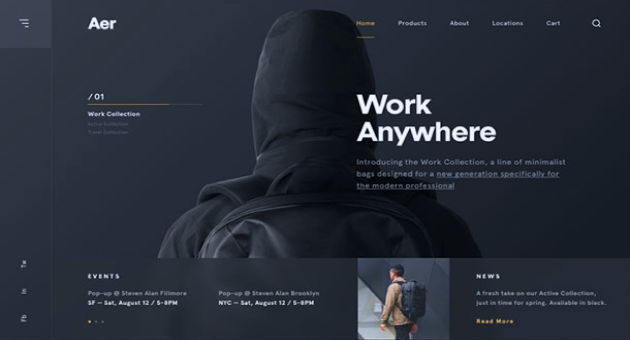 Aer
Home Products About Locations Cart
/ 01
Work Collection
Active Collection
Travel Collection
Work
Anywhere
Introducing the Work Collection, a line of minimalist
bags designed for a new generation specifically for
the modern professional
Tw
In
Fb
EVENTS
Pop-up @ Steven Alan Fillmore
SF — Sat, August 12 / 5-8PM
Pop-up @ Steven Alan Brooklyn
NYC — Sat, August 12 / 5-8PM
NEWS
A fresh take on our Active Collection,
just in time for spring. Available in black.
Read More